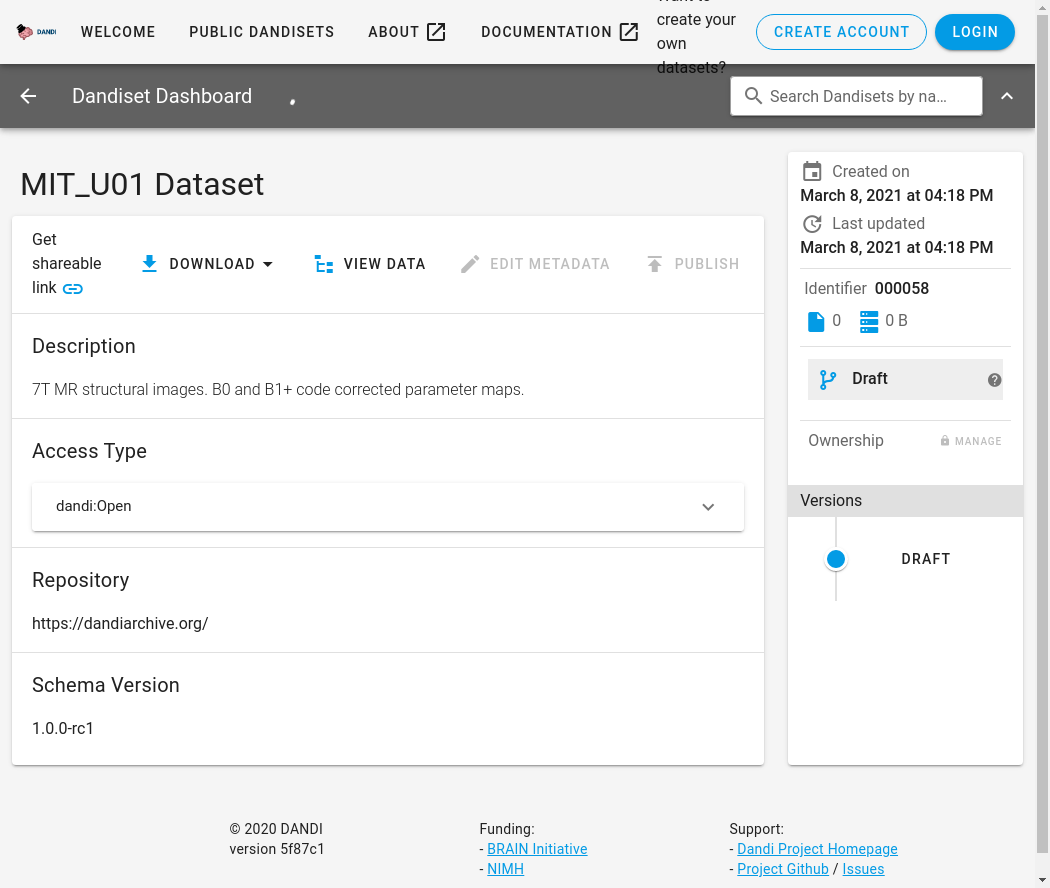 DANDI
WELCOME
PUBLIC DANDISETS
ABOUT
DOCUMENTATION
Want to
create your
own
datasets?
CREATE ACCOUNT
LOGIN
Dandiset Dashboard
Search Dandisets by na…
MIT_U01 Dataset
Get
shareable
link
DOWNLOAD
VIEW DATA
EDIT METADATA
PUBLISH
Description
7T MR structural images. B0 and B1+ code corrected parameter maps.
Access Type
dandi:Open
Repository
https://dandiarchive.org/
Schema Version
1.0.0-rc1
Created on
March 8, 2021 at 04:18 PM
Last updated
March 8, 2021 at 04:18 PM
Identifier 000058
0 0 B
Draft
Ownership MANAGE
Versions
DRAFT
© 2020 DANDI
version 5f87c1
Funding:
- BRAIN Initiative
- NIMH
Support:
- Dandi Project Homepage
- Project Github / Issues